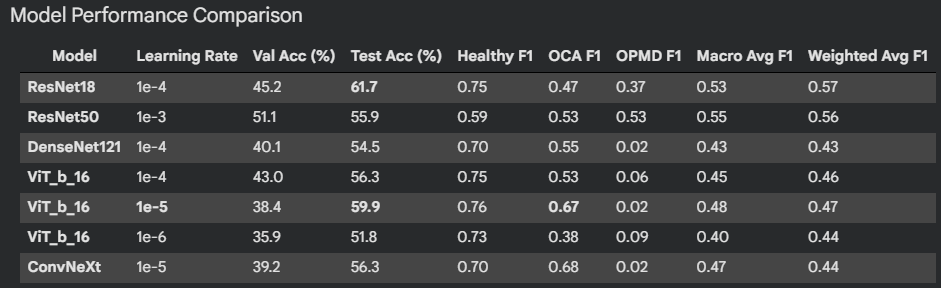 Model Performance Comparison
Model Learning Rate Val Acc (%) Test Acc (%) Healthy F1 OCA F1 OPMD F1 Macro Avg F1 Weighted Avg F1
ResNet18 1e-4 45.2 61.7 0.75 0.47 0.37 0.53 0.57
ResNet50 1e-3 51.1 55.9 0.59 0.53 0.53 0.55 0.56
DenseNet121 1e-4 40.1 54.5 0.70 0.55 0.02 0.43 0.43
ViT_b_16 1e-4 43.0 56.3 0.75 0.53 0.06 0.45 0.46
ViT_b_16 1e-5 38.4 59.9 0.76 0.67 0.02 0.48 0.47
ViT_b_16 1e-6 35.9 51.8 0.73 0.38 0.09 0.40 0.44
ConvNeXt 1e-5 39.2 56.3 0.70 0.68 0.02 0.47 0.44